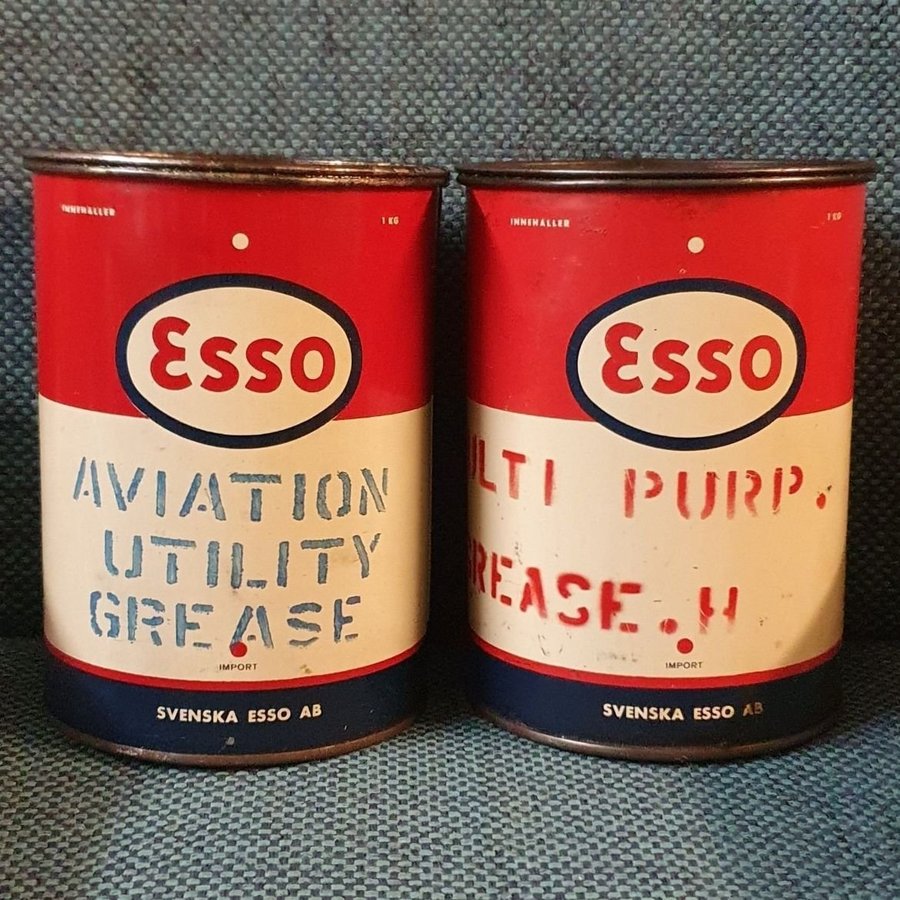 INNEHÅLLER 1 KG
Esso
AVIATION
UTILITY
GREASE
IMPORT
SVENSKA ESSO AB
INNEHÅLLER 1 KG
Esso
ULTI PURP.
REASE.H
IMPORT
SVENSKA ESSO AB